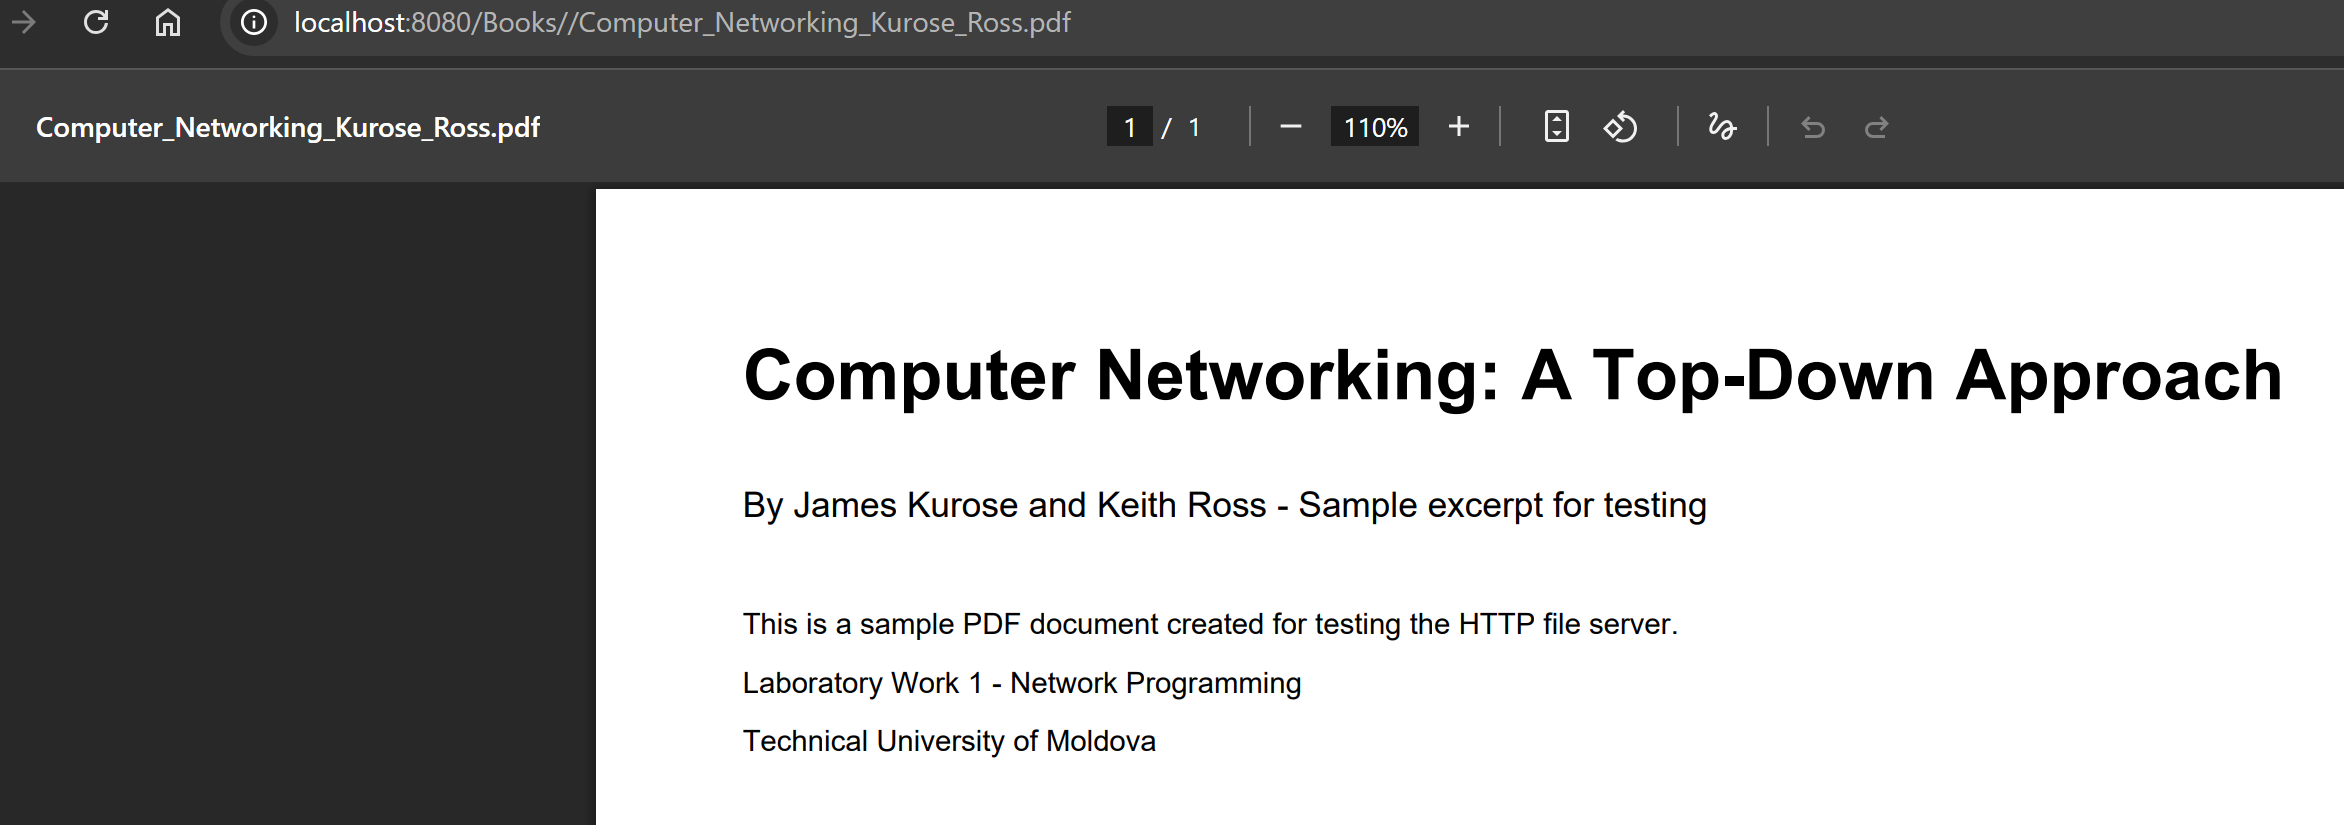 localhost:8080/Books//Computer_Networking_Kurose_Ross.pdf
Computer_Networking_Kurose_Ross.pdf
1 / 1
110%
Computer Networking: A Top-Down Approach
By James Kurose and Keith Ross - Sample excerpt for testing
This is a sample PDF document created for testing the HTTP file server.
Laboratory Work 1 - Network Programming
Technical University of Moldova